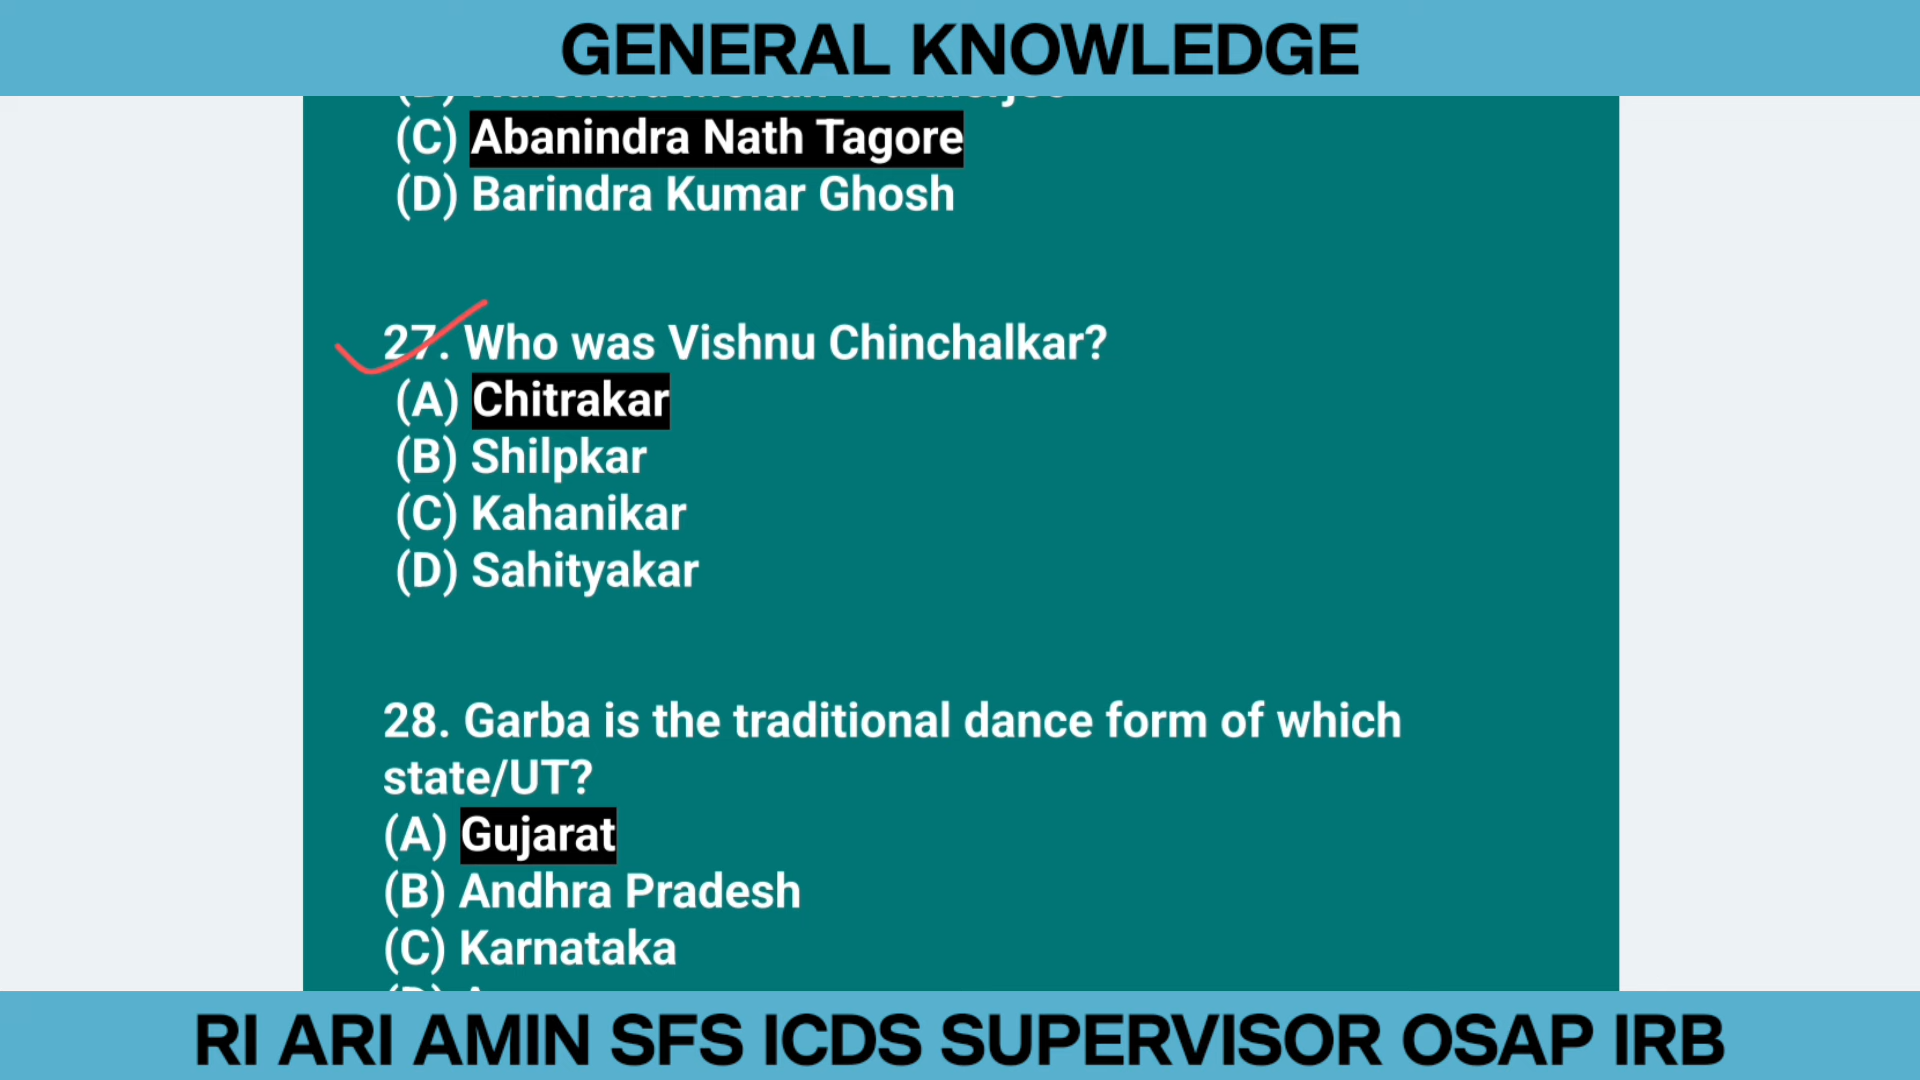 GENERAL KNOWLEDGE
(C) Abanindra Nath Tagore
(D) Barindra Kumar Ghosh
27. Who was Vishnu Chinchalkar?
(A) Chitrakar
(B) Shilpkar
(C) Kahanikar
(D) Sahityakar
28. Garba is the traditional dance form of which
state/UT?
(A) Gujarat
(B) Andhra Pradesh
(C) Karnataka
RI ARI AMIN SFS ICDS SUPERVISOR OSAP IRB